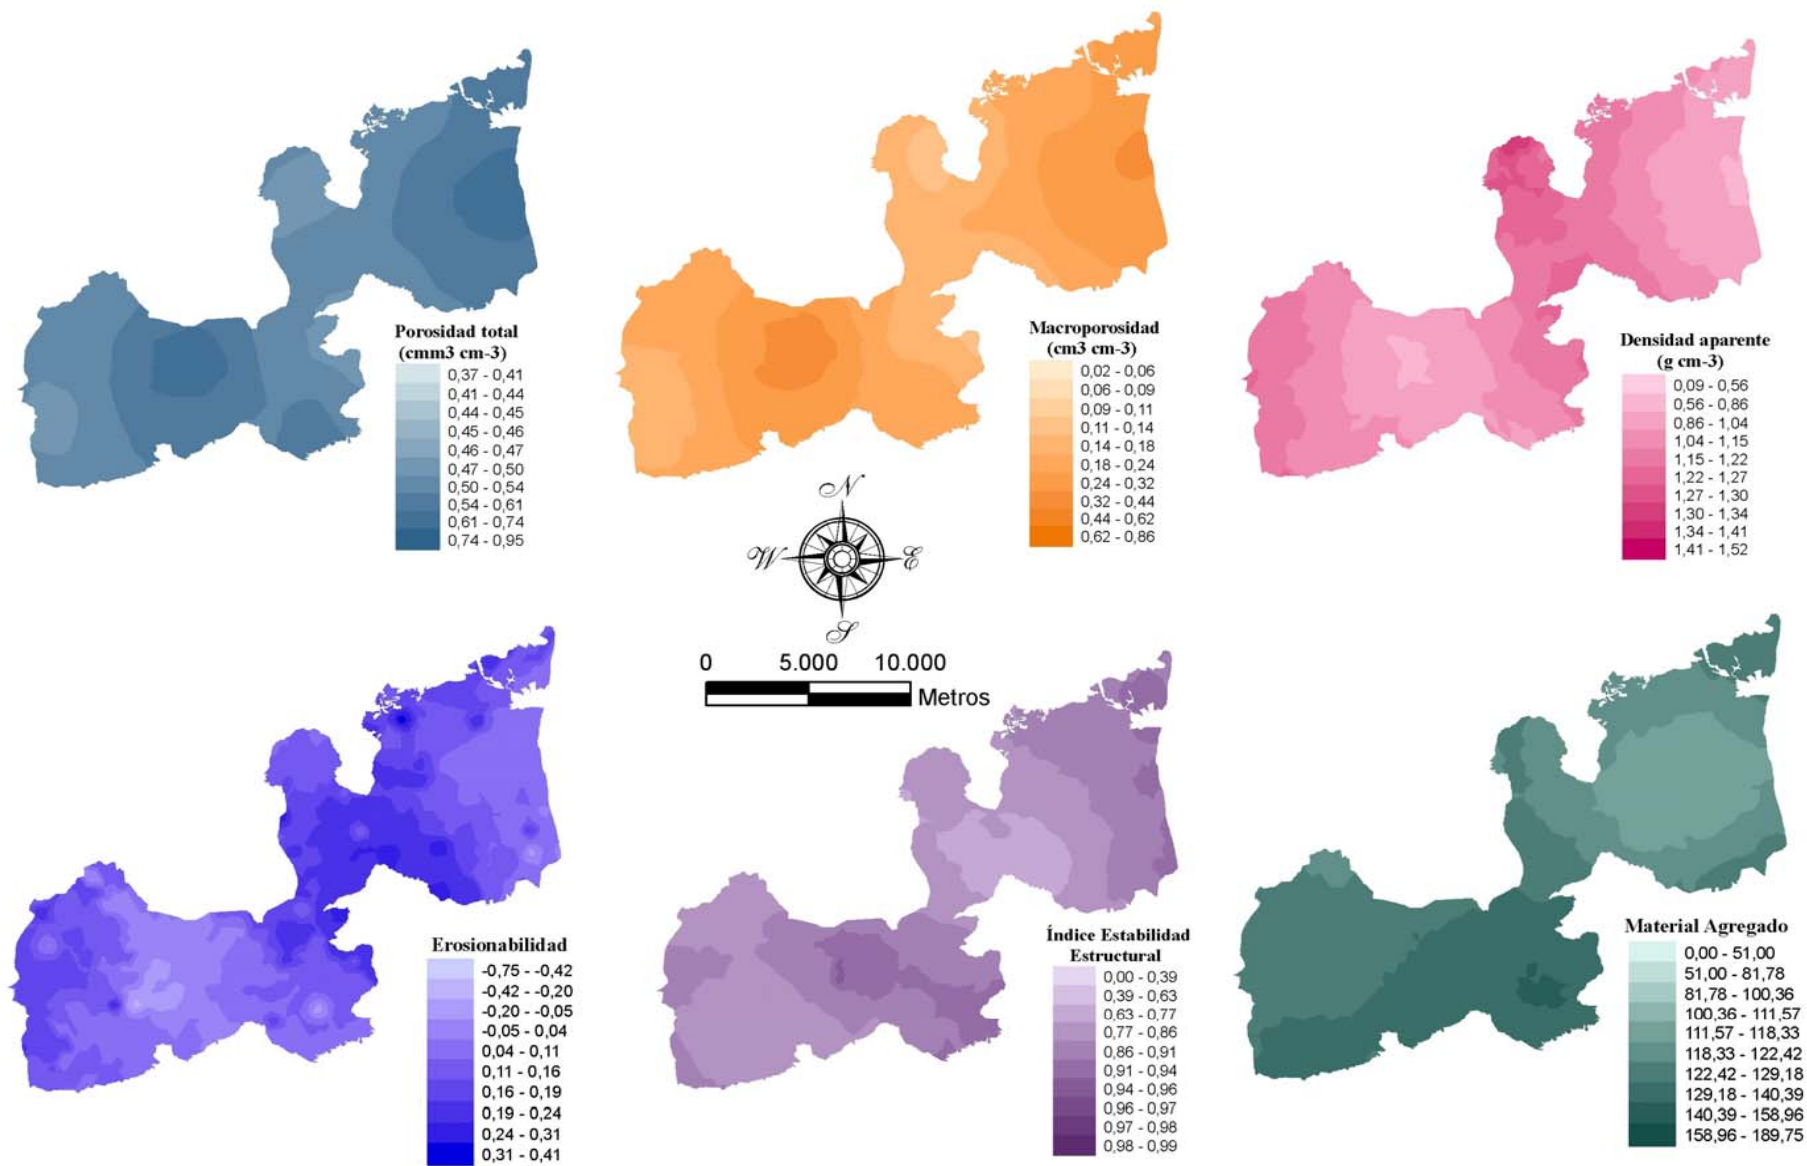 Porosidad total
(cmm3 cm-3)
0,37 - 0,41
0,41 - 0,44
0,44 - 0,45
0,45 - 0,46
0,46 - 0,47
0,47 - 0,50
0,50 - 0,54
0,54 - 0,61
0,61 - 0,74
0,74 - 0,95
Macroporosidad
(cm3 cm-3)
0,02 - 0,06
0,06 - 0,09
0,09 - 0,11
0,11 - 0,14
0,14 - 0,18
0,18 - 0,24
0,24 - 0,32
0,32 - 0,44
0,44 - 0,62
0,62 - 0,86
Densidad aparente
(g cm-3)
0,09 - 0,56
0,56 - 0,86
0,86 - 1,04
1,04 - 1,15
1,15 - 1,22
1,22 - 1,27
1,27 - 1,30
1,30 - 1,34
1,34 - 1,41
1,41 - 1,52
N
W E
S
0 5.000 10.000
Metros
Erosionabilidad
-0,75 - -0,42
-0,42 - -0,20
-0,20 - -0,05
-0,05 - 0,04
0,04 - 0,11
0,11 - 0,16
0,16 - 0,19
0,19 - 0,24
0,24 - 0,31
0,31 - 0,41
Índice Estabilidad
Estructural
0,00 - 0,39
0,39 - 0,63
0,63 - 0,77
0,77 - 0,86
0,86 - 0,91
0,91 - 0,94
0,94 - 0,96
0,96 - 0,97
0,97 - 0,98
0,98 - 0,99
Material Agregado
0,00 - 51,00
51,00 - 81,78
81,78 - 100,36
100,36 - 111,57
111,57 - 118,33
118,33 - 122,42
122,42 - 129,18
129,18 - 140,39
140,39 - 158,96
158,96 - 189,75